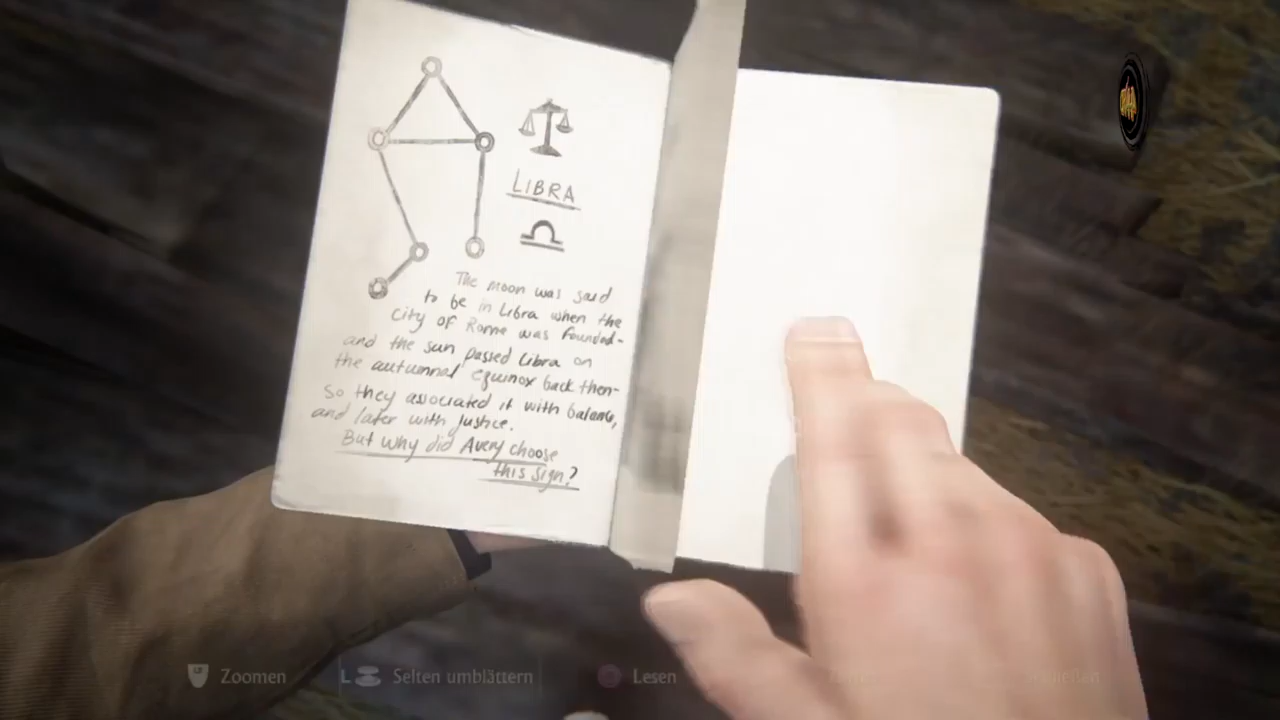 LIBRA
The moon was said
to be in Libra when the
City of Rome was founded-
and the sun passed Libra on
the autumnal equinox back then-
So they associated it with balance,
and later with Justice.
But why did Avery choose
this sign?
Zoomen
L Seiten umblättern
Lesen